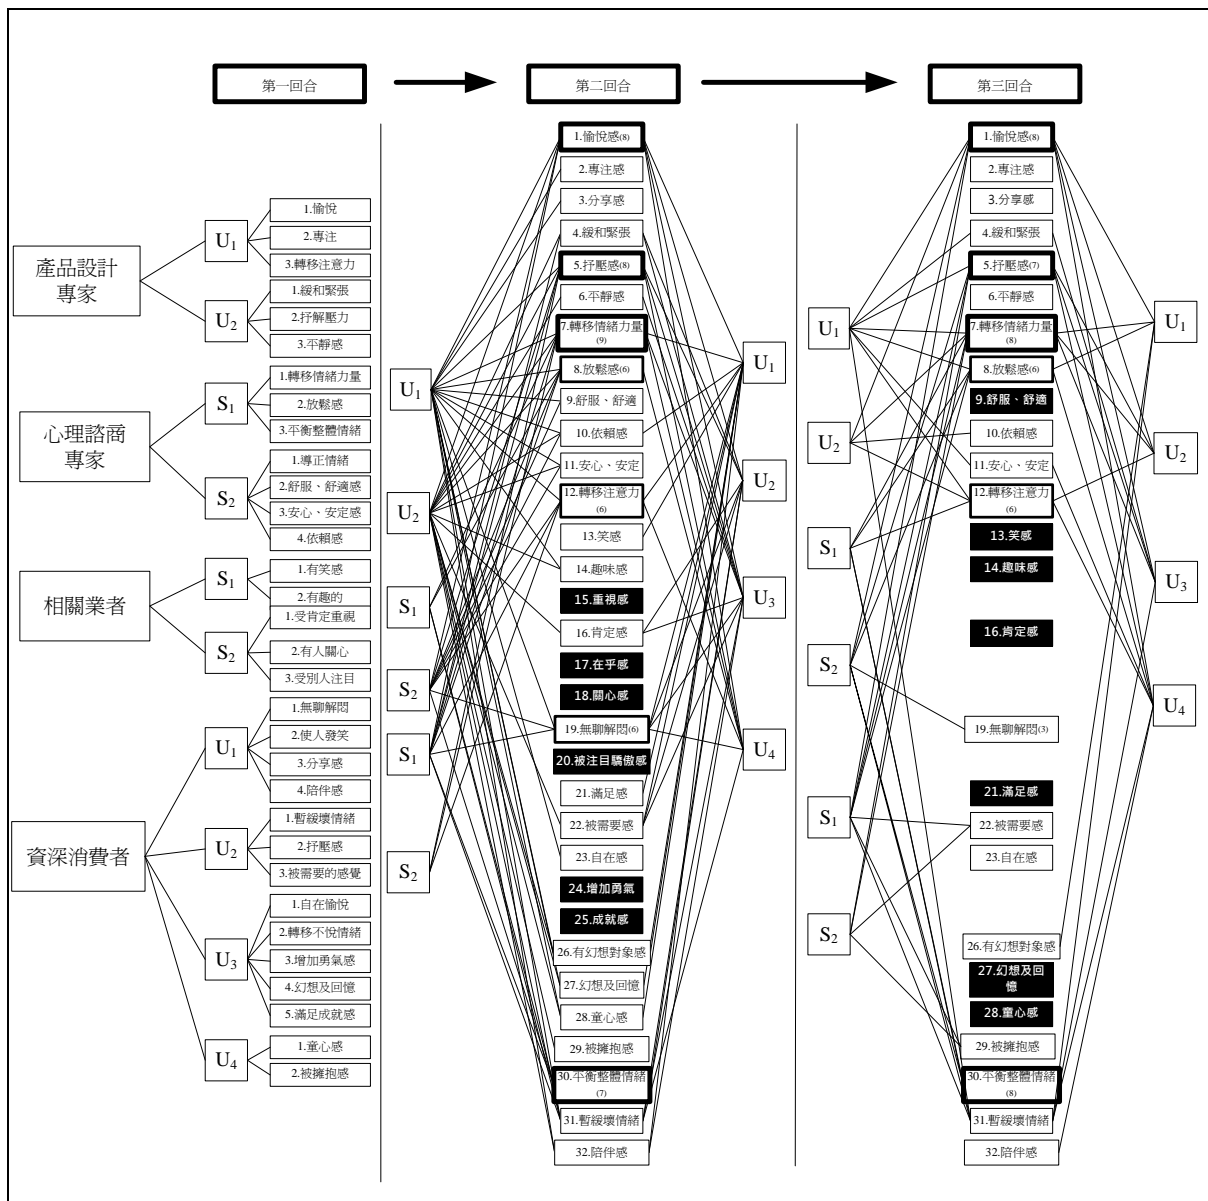 第一回合
第二回合
第三回合
產品設計
專家
U1
1.愉悅
2.專注
3.轉移注意力
U2
1.緩和緊張
2.抒解壓力
3.平靜感
心理諮商
專家
S1
1.轉移情緒力量
2.放鬆感
3.平衡整體情緒
S2
1.導正情緒
2.舒服、舒適感
3.安心、安定感
4.依賴感
相關業者
S1
1.有笑感
2.有趣的
S2
1.受肯定重視
2.有人關心
3.受別人注目
資深消費者
U1
1.無聊解悶
2.使人發笑
3.分享感
4.陪伴感
U2
1.暫緩壞情緒
2.抒壓感
3.被需要的感覺
U3
1.自在愉悅
2.轉移不悅情緒
3.增加勇氣感
4.幻想及回憶
5.滿足成就感
U4
1.童心感
2.被擁抱感
U1
U2
S1
S2
S1
S2
1.愉悅感(8)
2.專注感
3.分享感
4.緩和緊張
5.抒壓感(8)
6.平靜感
7.轉移情緒力量
(9)
8.放鬆感(6)
9.舒服、舒適
10.依賴感
11.安心、安定
12.轉移注意力
(6)
13.笑感
14.趣味感
15.重視感
16.肯定感
17.在乎感
18.關心感
19.無聊解悶(6)
20.被注目驕傲感
21.滿足感
22.被需要感
23.自在感
24.增加勇氣
25.成就感
26.有幻想對象感
27.幻想及回憶
28.童心感
29.被擁抱感
30.平衡整體情緒
(7)
31.暫緩壞情緒
32.陪伴感
U1
U2
U3
U4
U1
U2
S1
S2
S1
S2
1.愉悅感(8)
2.專注感
3.分享感
4.緩和緊張
5.抒壓感(7)
6.平靜感
7.轉移情緒力量
(8)
8.放鬆感(6)
9.舒服、舒適
10.依賴感
11.安心、安定
12.轉移注意力
(6)
13.笑感
14.趣味感
16.肯定感
19.無聊解悶(3)
21.滿足感
22.被需要感
23.自在感
26.有幻想對象感
27.幻想及回
憶
28.童心感
29.被擁抱感
30.平衡整體情緒
(8)
31.暫緩壞情緒
32.陪伴感
U1
U2
U3
U4